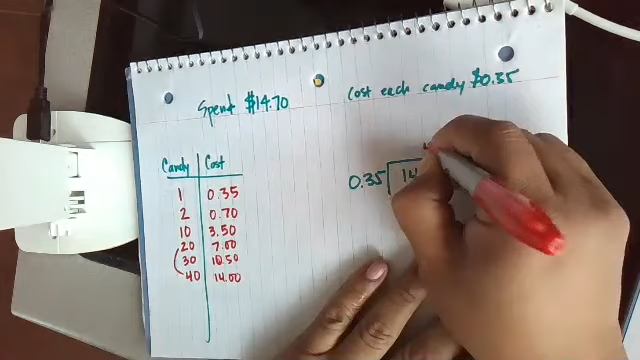 Spent $14.70
Cost each candy $0.35
Candy Cost
1 0.35
2 0.70
10 3.50
20 7.00
30 10.50
40 14.00
0.35 14